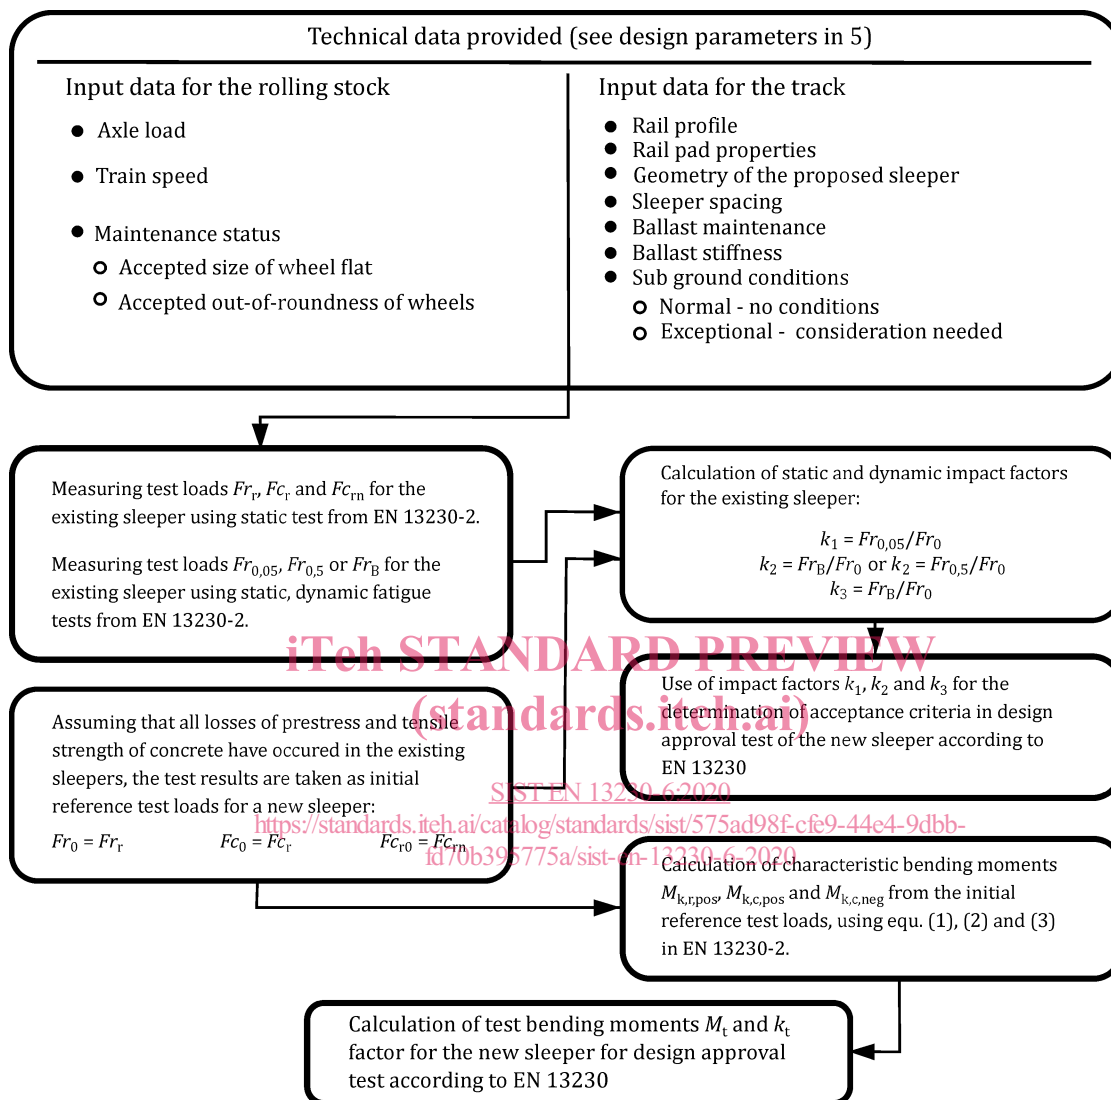 Technical data provided (see design parameters in 5)
Input data for the rolling stock
● Axle load
● Train speed
● Maintenance status
○ Accepted size of wheel flat
○ Accepted out-of-roundness of wheels
Input data for the track
● Rail profile
● Rail pad properties
● Geometry of the proposed sleeper
● Sleeper spacing
● Ballast maintenance
● Ballast stiffness
● Sub ground conditions
○ Normal - no conditions
○ Exceptional - consideration needed
Measuring test loads Frr, Fcr and Fcrn for the
existing sleeper using static test from EN 13230-2.
Measuring test loads Fr0,05, Fr0,5 or FrB for the
existing sleeper using static, dynamic fatigue
tests from EN 13230-2.
Calculation of static and dynamic impact factors
for the existing sleeper:
k1 = Fr0,05/Fr0
k2 = FrB/Fr0 or k2 = Fr0,5/Fr0
k3 = FrB/Fr0
iTeh STANDARD PREVIEW
(standards.iteh.ai)
Assuming that all losses of prestress and tensile
strength of concrete have occured in the existing
sleepers, the test results are taken as initial
reference test loads for a new sleeper:
Fr0 = Frr Fc0 = Fcr Fcr0 = Fcrn
Use of impact factors k1, k2 and k3 for the
determination of acceptance criteria in design
approval test of the new sleeper according to
EN 13230
SIST EN 13230-6:2020
https://standards.iteh.ai/catalog/standards/sist/575ad98f-cfe9-44e4-9dbb-
fd70b395775a/sist-en-13230-6-2020
Calculation of characteristic bending moments
Mk,r,pos, Mk,c,pos and Mk,c,neg from the initial
reference test loads, using equ. (1), (2) and (3)
in EN 13230-2.
Calculation of test bending moments Mt and kt
factor for the new sleeper for design approval
test according to EN 13230